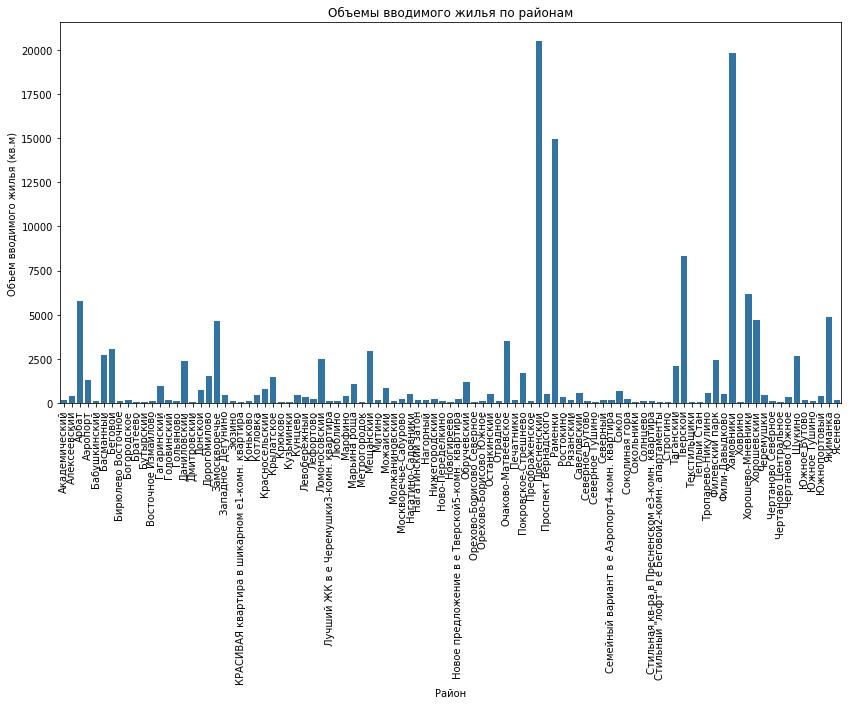 Объем вводимого жилья (кв.м)
0
2500
5000
7500
10000
12500
15000
17500
20000
Объемы вводимого жилья по районам
Район
Академический
Алексеевский
Арбат
Аэропорт
Бабушкинский
Басманный
Беговой
Бирюлево Восточное
Богородское
Братеево
Бутырский
Восточное Измайлово
Гагаринский
Головинский
Гольяново
Даниловский
Дмитровский
Донской
Дорогомилово
Замоскворечье
Западное Дегунино
Зюзино
КРАСИВАЯ квартира в шикарном е1-комн. квартира
Коньково
Котловка
Красносельский
Крылатское
Крюково
Кузьминки
Кунцево
Левобережный
Лефортово
Ломоносовский
Лучший ЖК в е Черемушки3-комн. квартира
Люблино
Марфино
Марьина роща
Метрогородок
Мещанский
Митино
Можайский
Молжаниновский
Москворечье-Сабурово
Нагатино-Садовники
Нагатинский затон
Нагорный
Нижегородский
Ново-Переделкино
Новогиреево
Новое предложение в е Тверской5-комн. квартира
Обручевский
Орехово-Борисово Северное
Орехово-Борисово Южное
Останкинский
Отрадное
Очаково-Матвеевское
Печатники
Покровское-Стрешнево
Преображенское
Пресненский
Проспект Вернадского
Раменки
Ростокино
Рязанский
Савеловский
Северное Бутово
Северное Тушино
Северный
Семейный вариант в е Аэропорт4-комн. квартира
Сокол
Соколиная гора
Сокольники
Солнцево
Стильная кв-ра в Пресненском е3-комн. квартира
Стильный "лофт" в е Беговой2-комн. апартаменты
Строгино
Таганский
Тверской
Текстильщики
Теплый Стан
Тропарево-Никулино
Филевский парк
Фили-Давыдково
Хамовники
Ховрино
Хорошево-Мневники
Хорошевский
Черемушки
Чертаново Северное
Чертаново Центральное
Чертаново Южное
Щукино
Южное Бутово
Южное Тушино
Южнопортовый
Якиманка
Ясенево